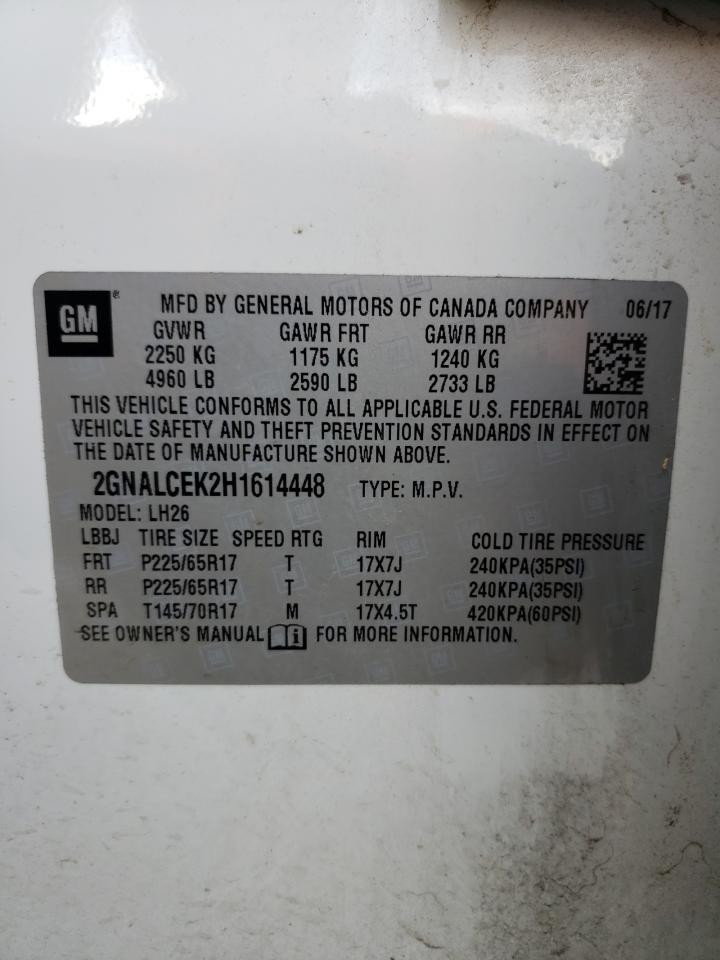 GM ® MFD BY GENERAL MOTORS OF CANADA COMPANY 06/17
GVWR GAWR FRT GAWR RR
2250 KG 1175 KG 1240 KG
4960 LB 2590 LB 2733 LB
THIS VEHICLE CONFORMS TO ALL APPLICABLE U.S. FEDERAL MOTOR
VEHICLE SAFETY AND THEFT PREVENTION STANDARDS IN EFFECT ON
THE DATE OF MANUFACTURE SHOWN ABOVE.
2GNALCEK2H1614448 TYPE: M.P.V.
MODEL: LH26
LBBJ TIRE SIZE SPEED RTG RIM COLD TIRE PRESSURE
FRT P225/65R17 T 17X7J 240KPA(35PSI)
RR P225/65R17 T 17X7J 240KPA(35PSI)
SPA T145/70R17 M 17X4.5T 420KPA(60PSI)
SEE OWNER'S MANUAL i FOR MORE INFORMATION.